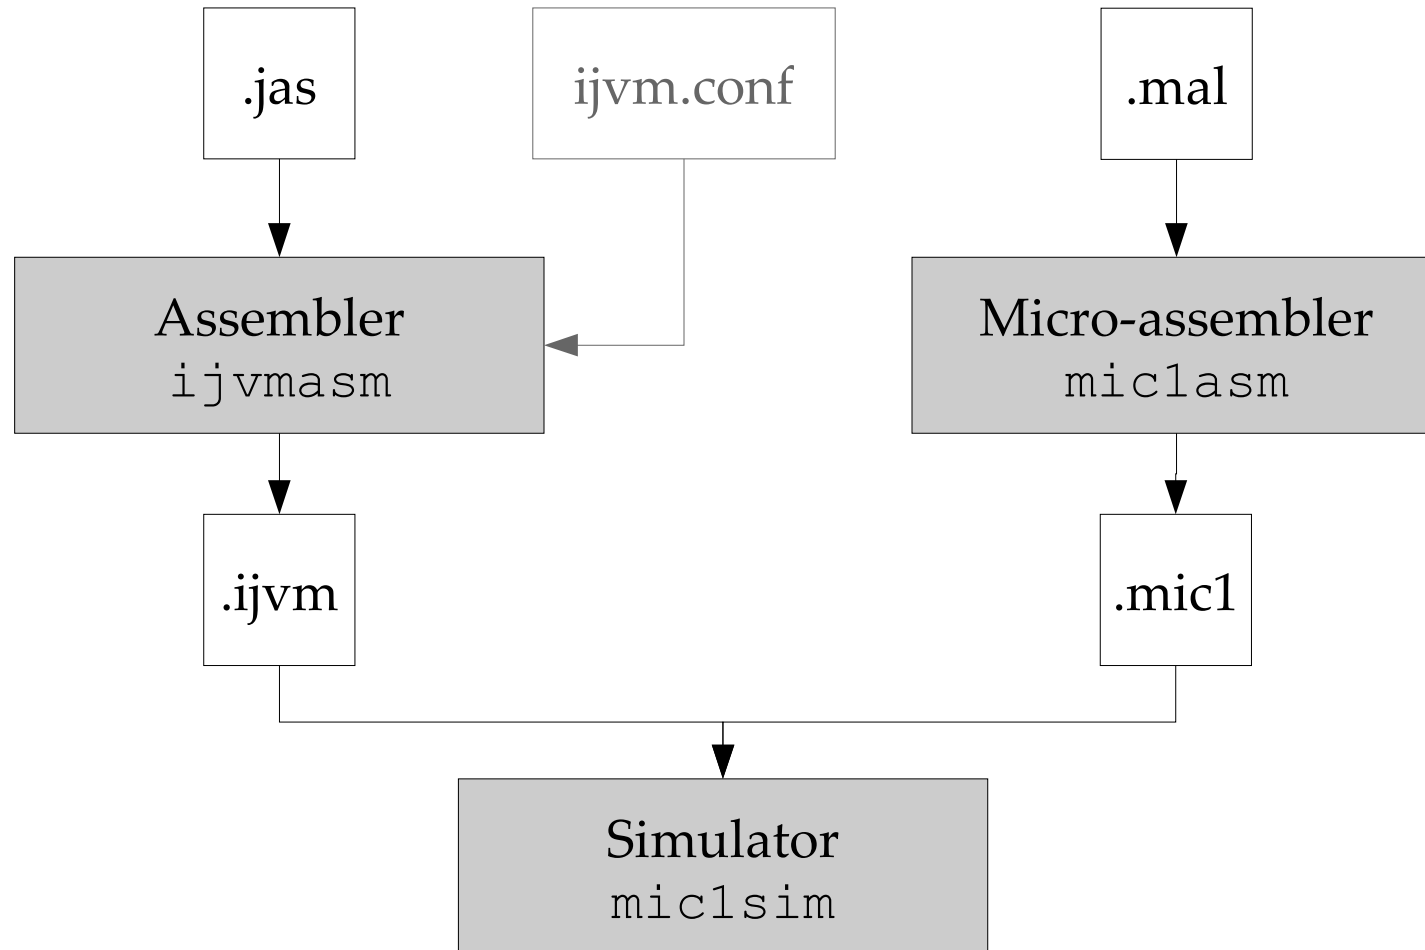 .jas
ijvm.conf
.mal
Assembler
ijvmasm
Micro-assembler
mic1asm
.ijvm
.mic1
Simulator
mic1sim